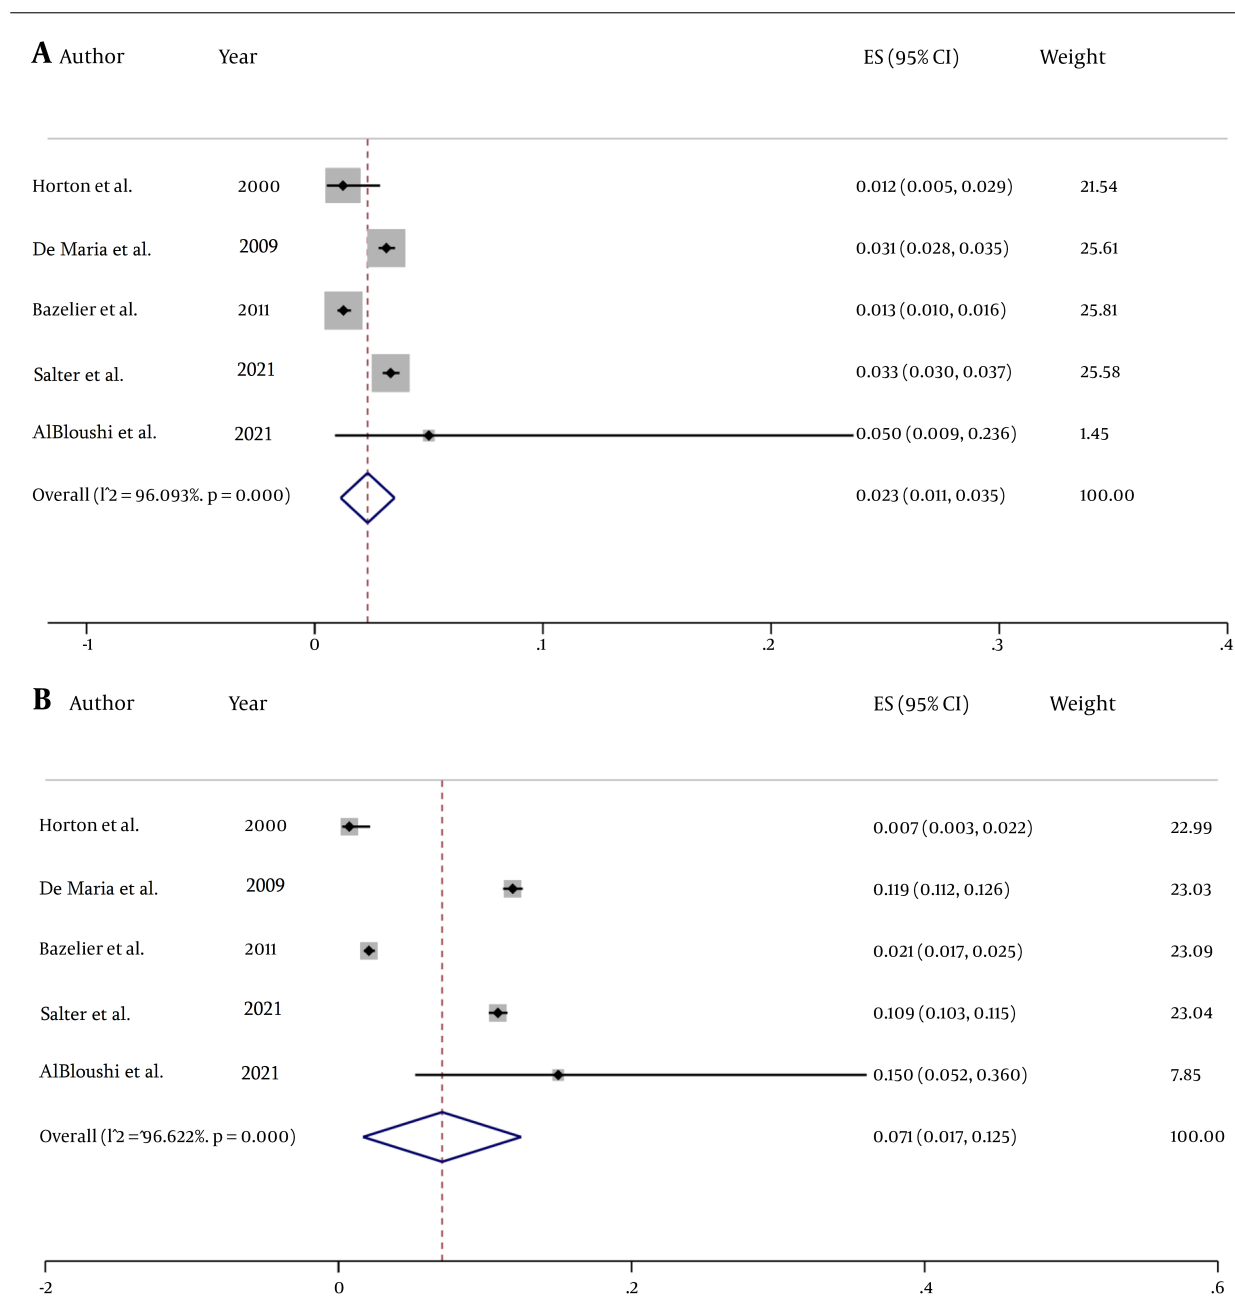 A Author Year ES (95% CI) Weight
Horton et al. 2000 0.012 (0.005, 0.029) 21.54
De Maria et al. 2009 0.031 (0.028, 0.035) 25.61
Bazelier et al. 2011 0.013 (0.010, 0.016) 25.81
Salter et al. 2021 0.033 (0.030, 0.037) 25.58
AlBloushi et al. 2021 0.050 (0.009, 0.236) 1.45
Overall (lˆ2 = 96.093%. p = 0.000) 0.023 (0.011, 0.035) 100.00
-1 0 .1 .2 .3 .4
B Author Year ES (95% CI) Weight
Horton et al. 2000 0.007 (0.003, 0.022) 22.99
De Maria et al. 2009 0.119 (0.112, 0.126) 23.03
Bazelier et al. 2011 0.021 (0.017, 0.025) 23.09
Salter et al. 2021 0.109 (0.103, 0.115) 23.04
AlBloushi et al. 2021 0.150 (0.052, 0.360) 7.85
Overall (lˆ2 =ˆ96.622%. p = 0.000) 0.071 (0.017, 0.125) 100.00
-2 0 .2 .4 .6